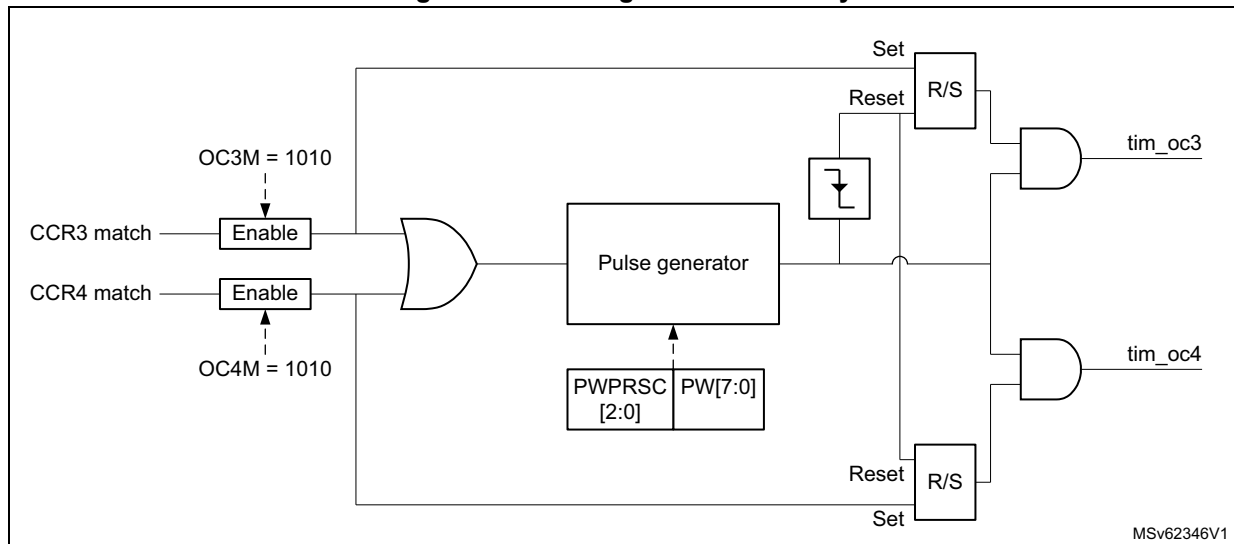 Set
R/S
Reset
OC3M = 1010
tim_oc3
CCR3 match
Enable
Pulse generator
CCR4 match
Enable
tim_oc4
OC4M = 1010
PWPRSC
[2:0]
PW[7:0]
Reset
R/S
Set
MSv62346V1